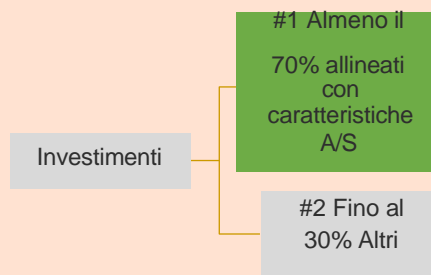 #1 Almeno il
70% allineati
con
caratteristiche
A/S
Investimenti
#2 Fino al
30% Altri